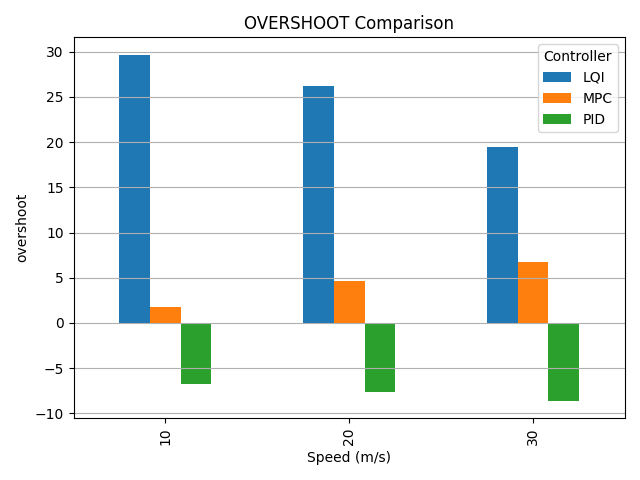 OVERSHOOT Comparison
30
25
20
15
10
5
0
−5
−10
overshoot
Controller
LQI
MPC
PID
10
20
30
Speed (m/s)